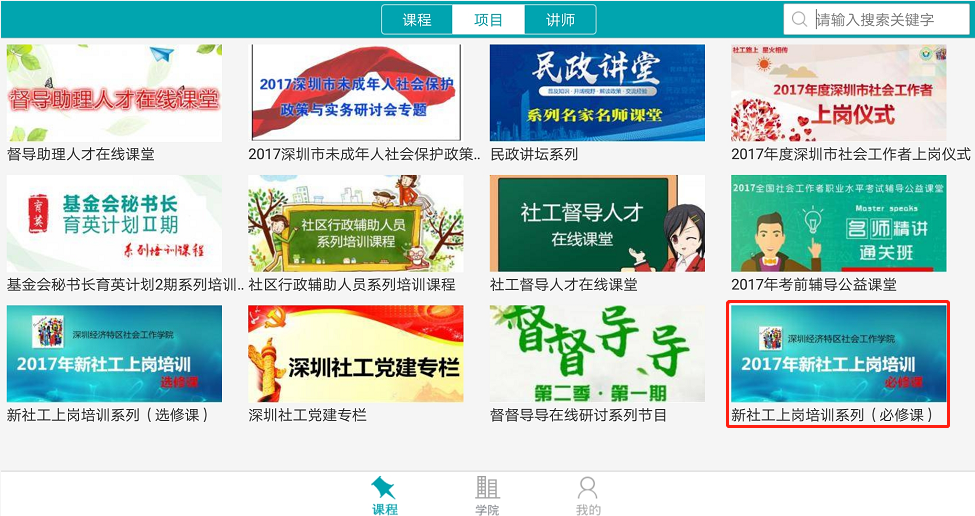 课程
项目
讲师
请输入搜索关键字
督导助理人才在线课堂
督导助理人才在线课堂
2017深圳市未成年人社会保护
政策与实务研讨会专题
2017深圳市未成年人社会保护政策..
民政讲堂
系列名家名师课堂
民政讲坛系列
社工路上 星火相传
2017年度深圳市社会工作者
上岗仪式
2017年度深圳市社会工作者上岗仪式
育英
基金会秘书长
育英计划Ⅱ期
系列培训课程
基金会秘书长育英计划2期系列培训..
社区行政辅助人员
系列培训课程
社区行政辅助人员系列培训课程
社工督导人才
在线课堂
社工督导人才在线课堂
2017全国社会工作者职业水平考试辅导公益课堂
Master speaks
名师精讲
通关班
2017年考前辅导公益课堂
深圳经济特区社会工作学院
2017年新社工上岗培训
选修课
新社工上岗培训系列（选修课）
深圳社工党建专栏
深圳社工党建专栏
督督导导
第二季·第一期
督督导导在线研讨系列节目
深圳经济特区社会工作学院
2017年新社工上岗培训
必修课
新社工上岗培训系列（必修课）
课程
学院
我的